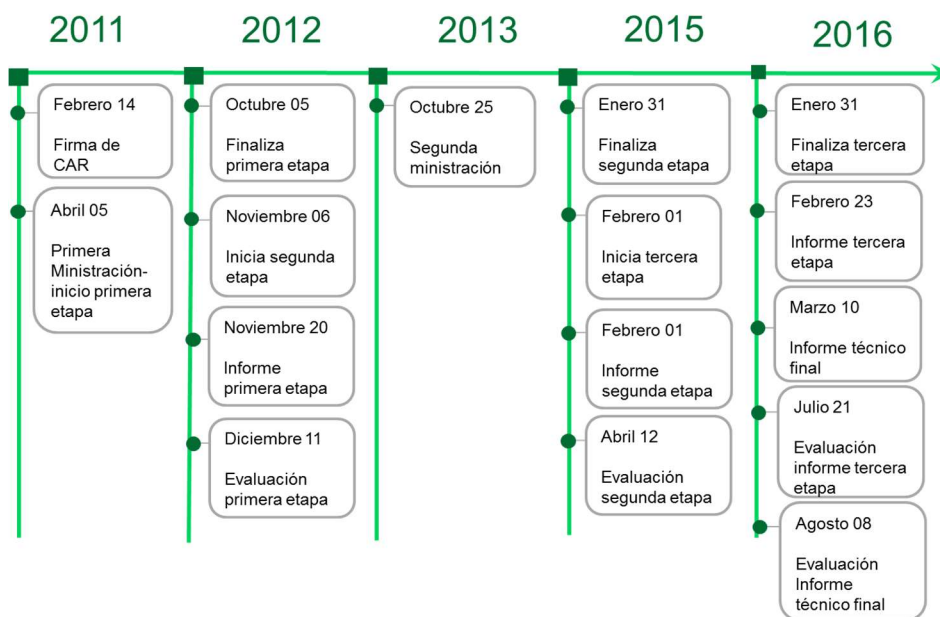 2011
2012
2013
2015
2016
Febrero 14
Firma de
CAR
Abril 05
Primera
Ministración-
inicio primera
etapa
Octubre 05
Finaliza
primera etapa
Noviembre 06
Inicia segunda
etapa
Noviembre 20
Informe
primera etapa
Diciembre 11
Evaluación
primera etapa
Octubre 25
Segunda
ministración
Enero 31
Finaliza
segunda etapa
Febrero 01
Inicia tercera
etapa
Febrero 01
Informe
segunda etapa
Abril 12
Evaluación
segunda etapa
Enero 31
Finaliza tercera
etapa
Febrero 23
Informe tercera
etapa
Marzo 10
Informe técnico
final
Julio 21
Evaluación
informe tercera
etapa
Agosto 08
Evaluación
Informe
técnico final